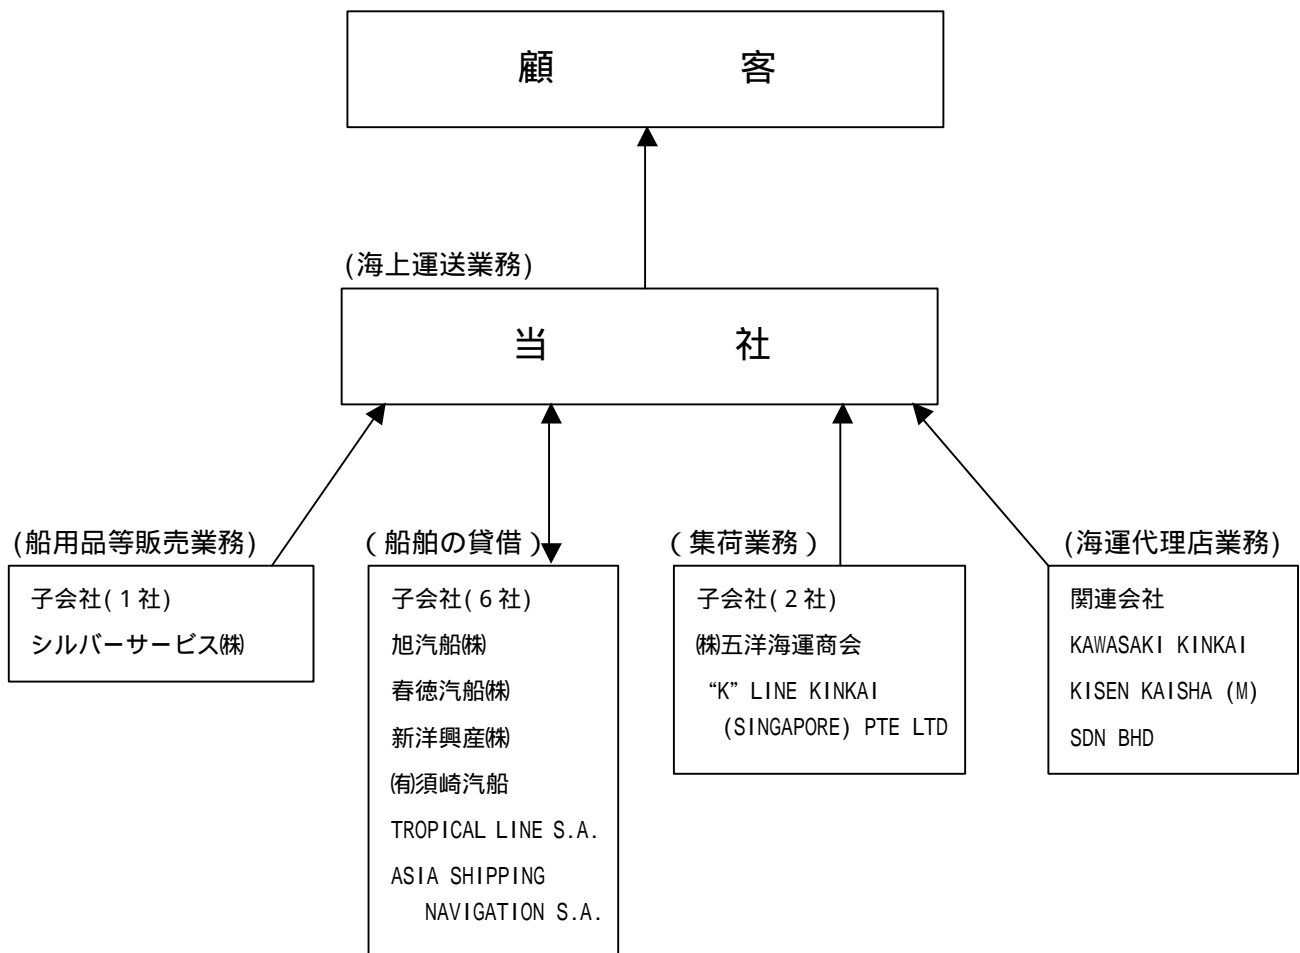 顧 客
(海上運送業務)
当 社
(船用品等販売業務)
子会社(1社)
シルバーサービス㈱
(船舶の貸借)
子会社(6社)
旭汽船㈱
春徳汽船㈱
新洋興産㈱
㈲須崎汽船
TROPICAL LINE S.A.
ASIA SHIPPING
NAVIGATION S.A.
(集荷業務)
子会社(2社)
㈱五洋海運商会
“K” LINE KINKAI
(SINGAPORE) PTE LTD
(海運代理店業務)
関連会社
KAWASAKI KINKAI
KISEN KAISHA (M)
SDN BHD